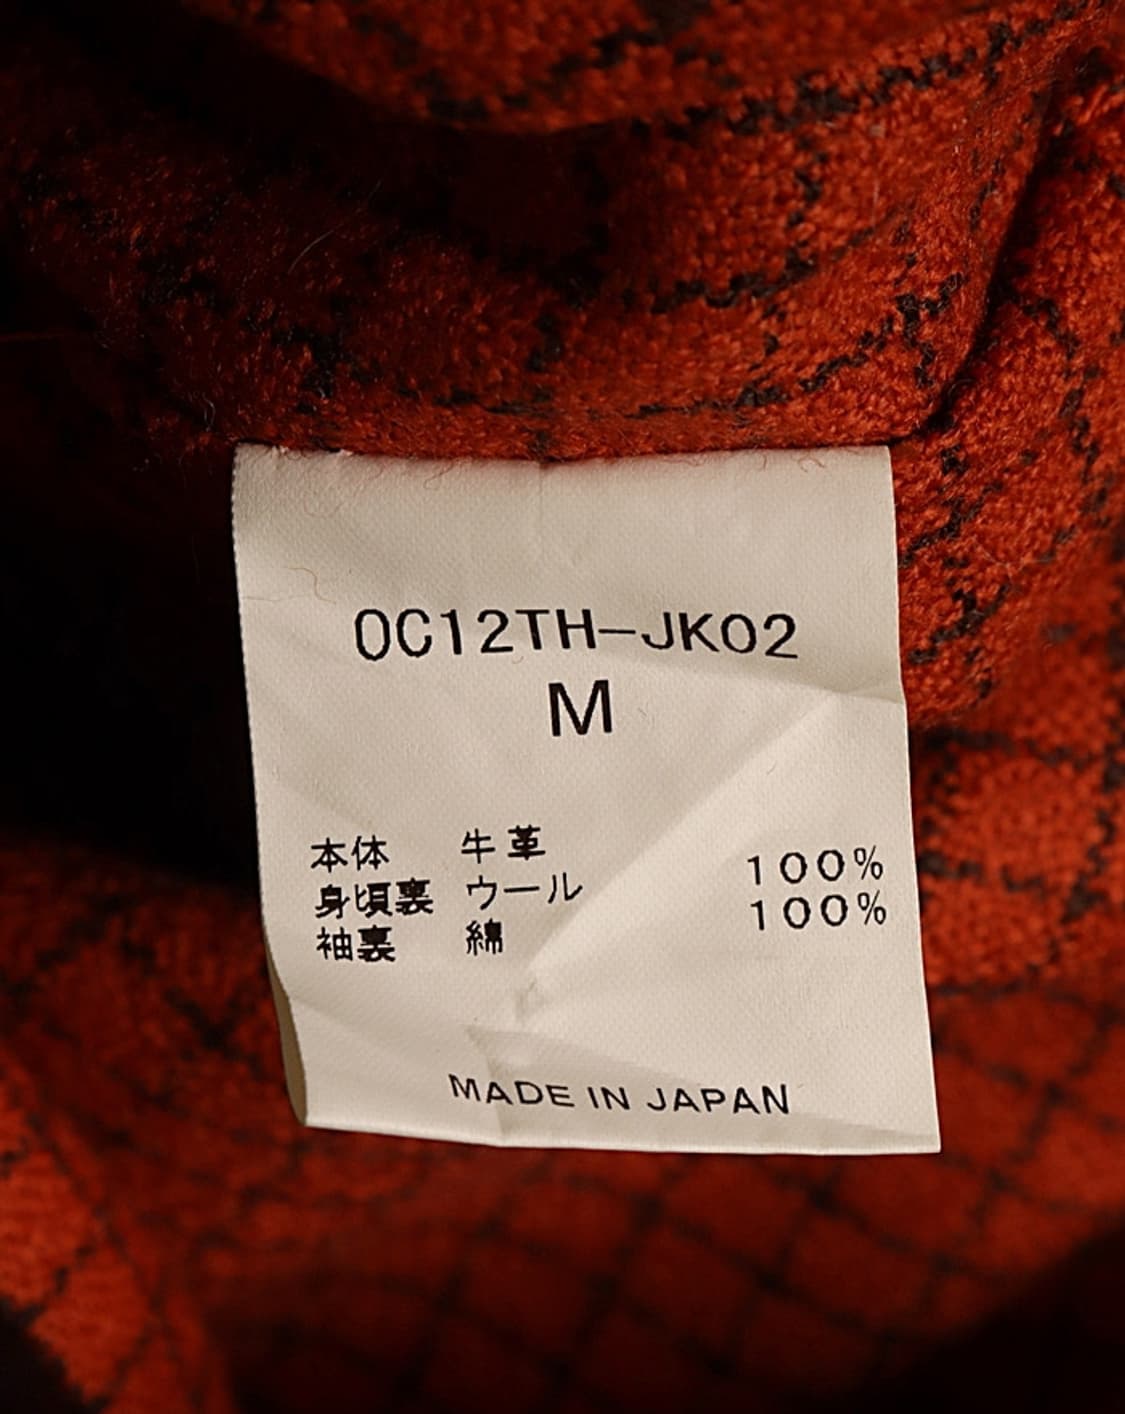 OC12TH-JK02
M
本体 牛革
身頃裏 ウール 100%
袖裏 綿 100%
MADE IN JAPAN